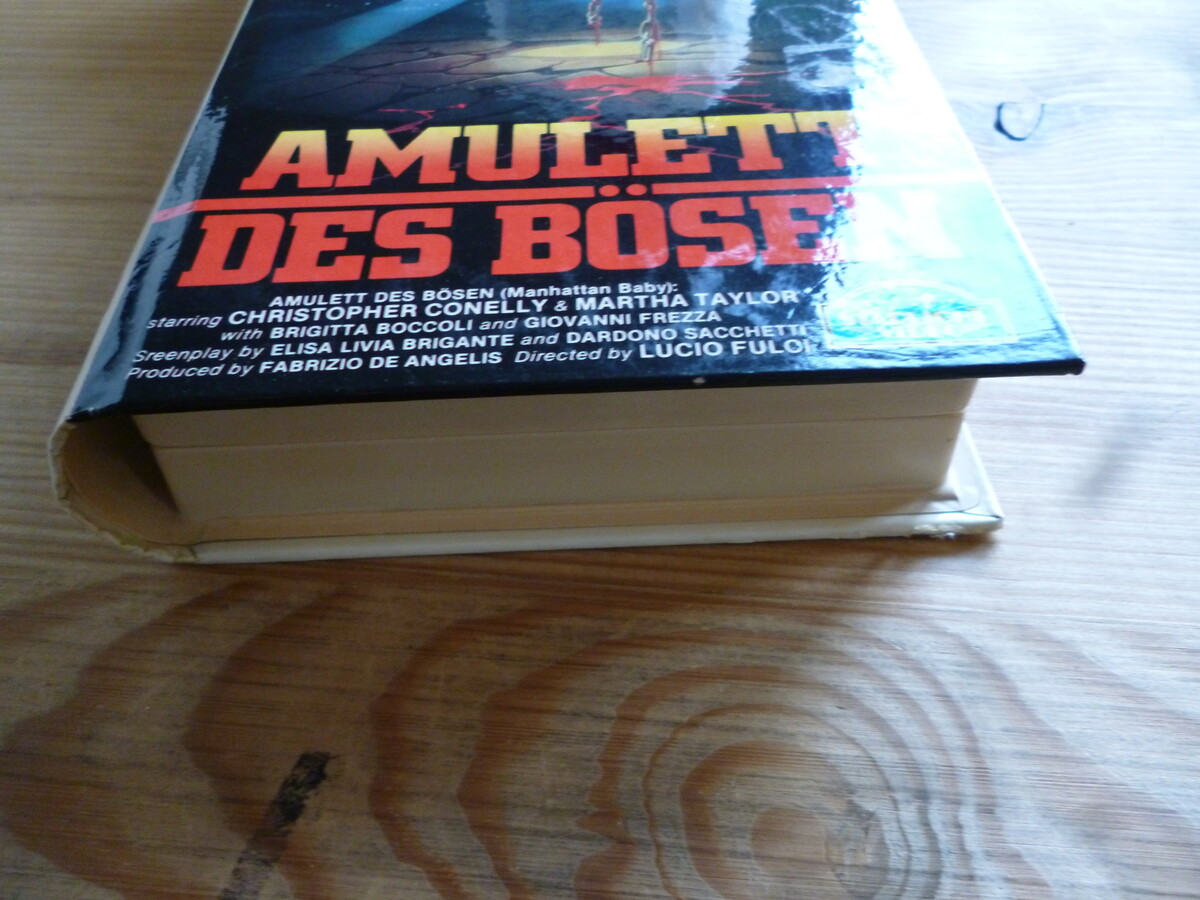 AMULETT
DES BÖSEN
AMULETT DES BÖSEN (Manhattan Baby):
starring CHRISTOPHER CONELLY & MARTHA TAYLOR
with BRIGITTA BOCCOLI and GIOVANNI FREZZA
Sreenplay by ELISA LIVIA BRIGANTE and DARDONO SACCHETTI
Produced by FABRIZIO DE ANGELIS Directed by LUCIO FULCI